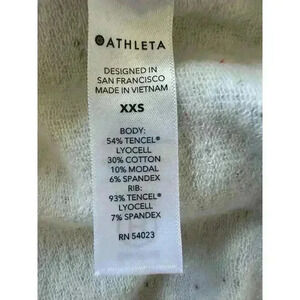 ATHLETA
DESIGNED IN
SAN FRANCISCO
MADE IN VIETNAM
XXS
BODY:
54% TENCEL®
LYOCELL
30% COTTON
10% MODAL
6% SPANDEX
RIB:
93% TENCEL®
LYOCELL
7% SPANDEX
RN 54023